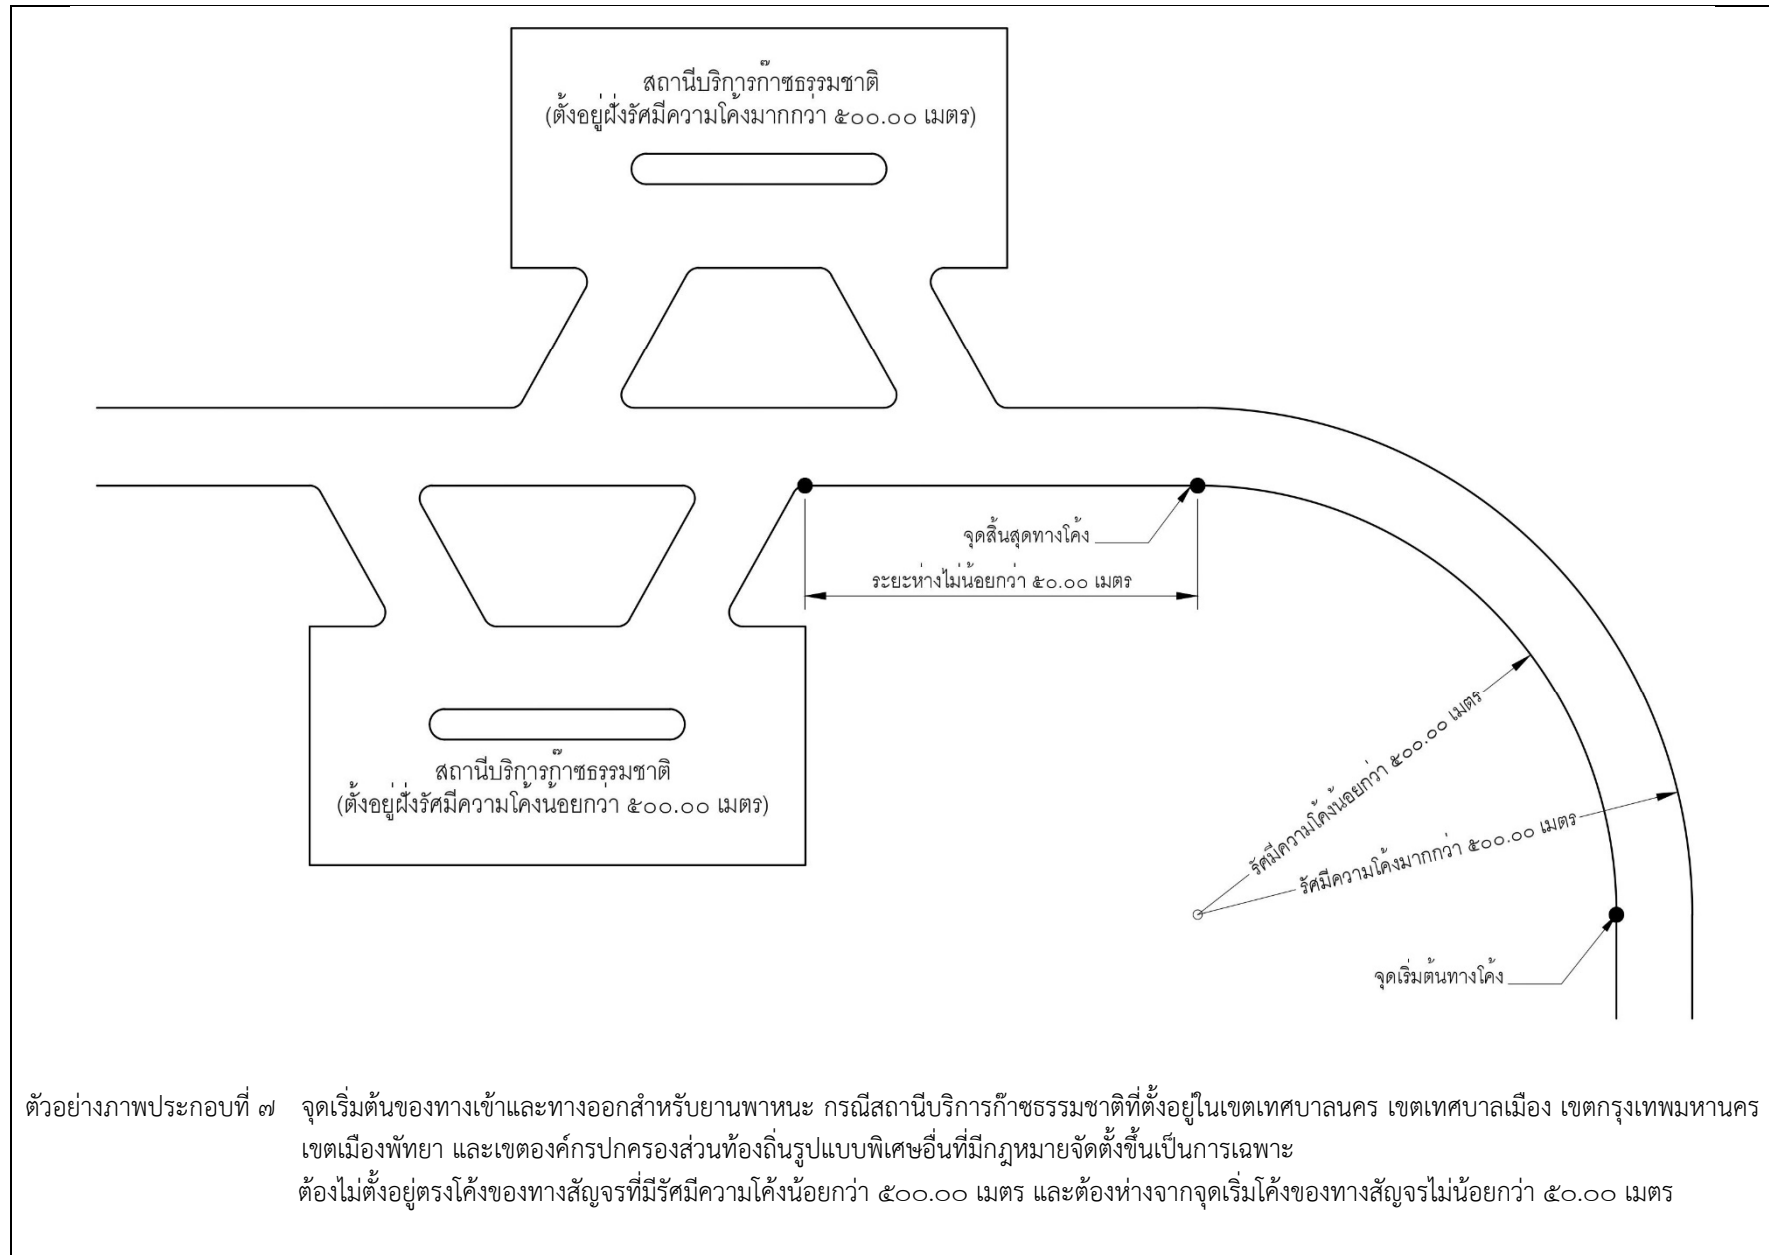 สถานีบริการก๊าซธรรมชาติ
(ตั้งอยู่ฝั่งรัศมีความโค้งมากกว่า ๕๐๐.๐๐ เมตร)
จุดสิ้นสุดทางโค้ง
ระยะห่างไม่น้อยกว่า ๕๐.๐๐ เมตร
รัศมีความโค้งน้อยกว่า ๕๐๐.๐๐ เมตร
สถานีบริการก๊าซธรรมชาติ
(ตั้งอยู่ฝั่งรัศมีความโค้งน้อยกว่า ๕๐๐.๐๐ เมตร)
รัศมีความโค้งมากกว่า ๕๐๐.๐๐ เมตร
จุดเริ่มต้นทางโค้ง
ตัวอย่างภาพประกอบที่ ๗ จุดเริ่มต้นของทางเข้าและทางออกสำหรับยานพาหนะ กรณีสถานีบริการก๊าซธรรมชาติที่ตั้งอยู่ในเขตเทศบาลนคร เขตเทศบาลเมือง เขตกรุงเทพมหานคร
เขตเมืองพัทยา และเขตองค์กรปกครองส่วนท้องถิ่นรูปแบบพิเศษอื่นที่มีกฎหมายจัดตั้งขึ้นเป็นการเฉพาะ
ต้องไม่ตั้งอยู่ตรงโค้งของทางสัญจรที่มีรัศมีความโค้งน้อยกว่า ๕๐๐.๐๐ เมตร และต้องห่างจากจุดเริ่มโค้งของทางสัญจรไม่น้อยกว่า ๕๐.๐๐ เมตร